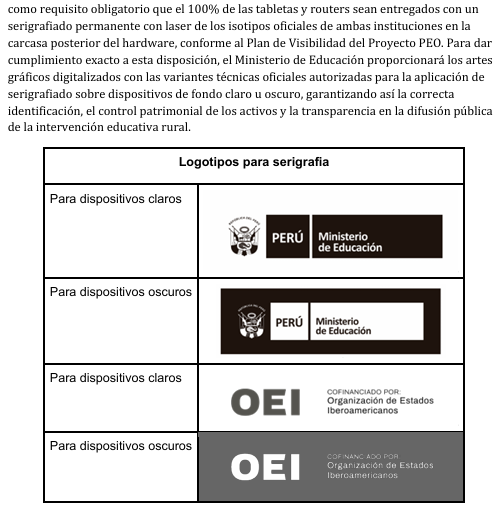 como requisito obligatorio que el 100% de las tabletas y routers sean entregados con un
serigrafiado permanente con laser de los isotipos oficiales de ambas instituciones en la
carcasa posterior del hardware, conforme al Plan de Visibilidad del Proyecto PEO. Para dar
cumplimiento exacto a esta disposición, el Ministerio de Educación proporcionará los artes
gráficos digitalizados con las variantes técnicas oficiales autorizadas para la aplicación de
serigrafiado sobre dispositivos de fondo claro u oscuro, garantizando así la correcta
identificación, el control patrimonial de los activos y la transparencia en la difusión pública
de la intervención educativa rural.
Logotipos para serigrafia
Para dispositivos claros
PERÚ
Ministerio
de Educación
Para dispositivos oscuros
PERÚ
Ministerio
de Educación
Para dispositivos claros
OEI
COFINANCIADO POR:
Organización de Estados
Iberoamericanos
Para dispositivos oscuros
OEI
COFINANC ADO POR
Organización de Estados
Iberoamericanos